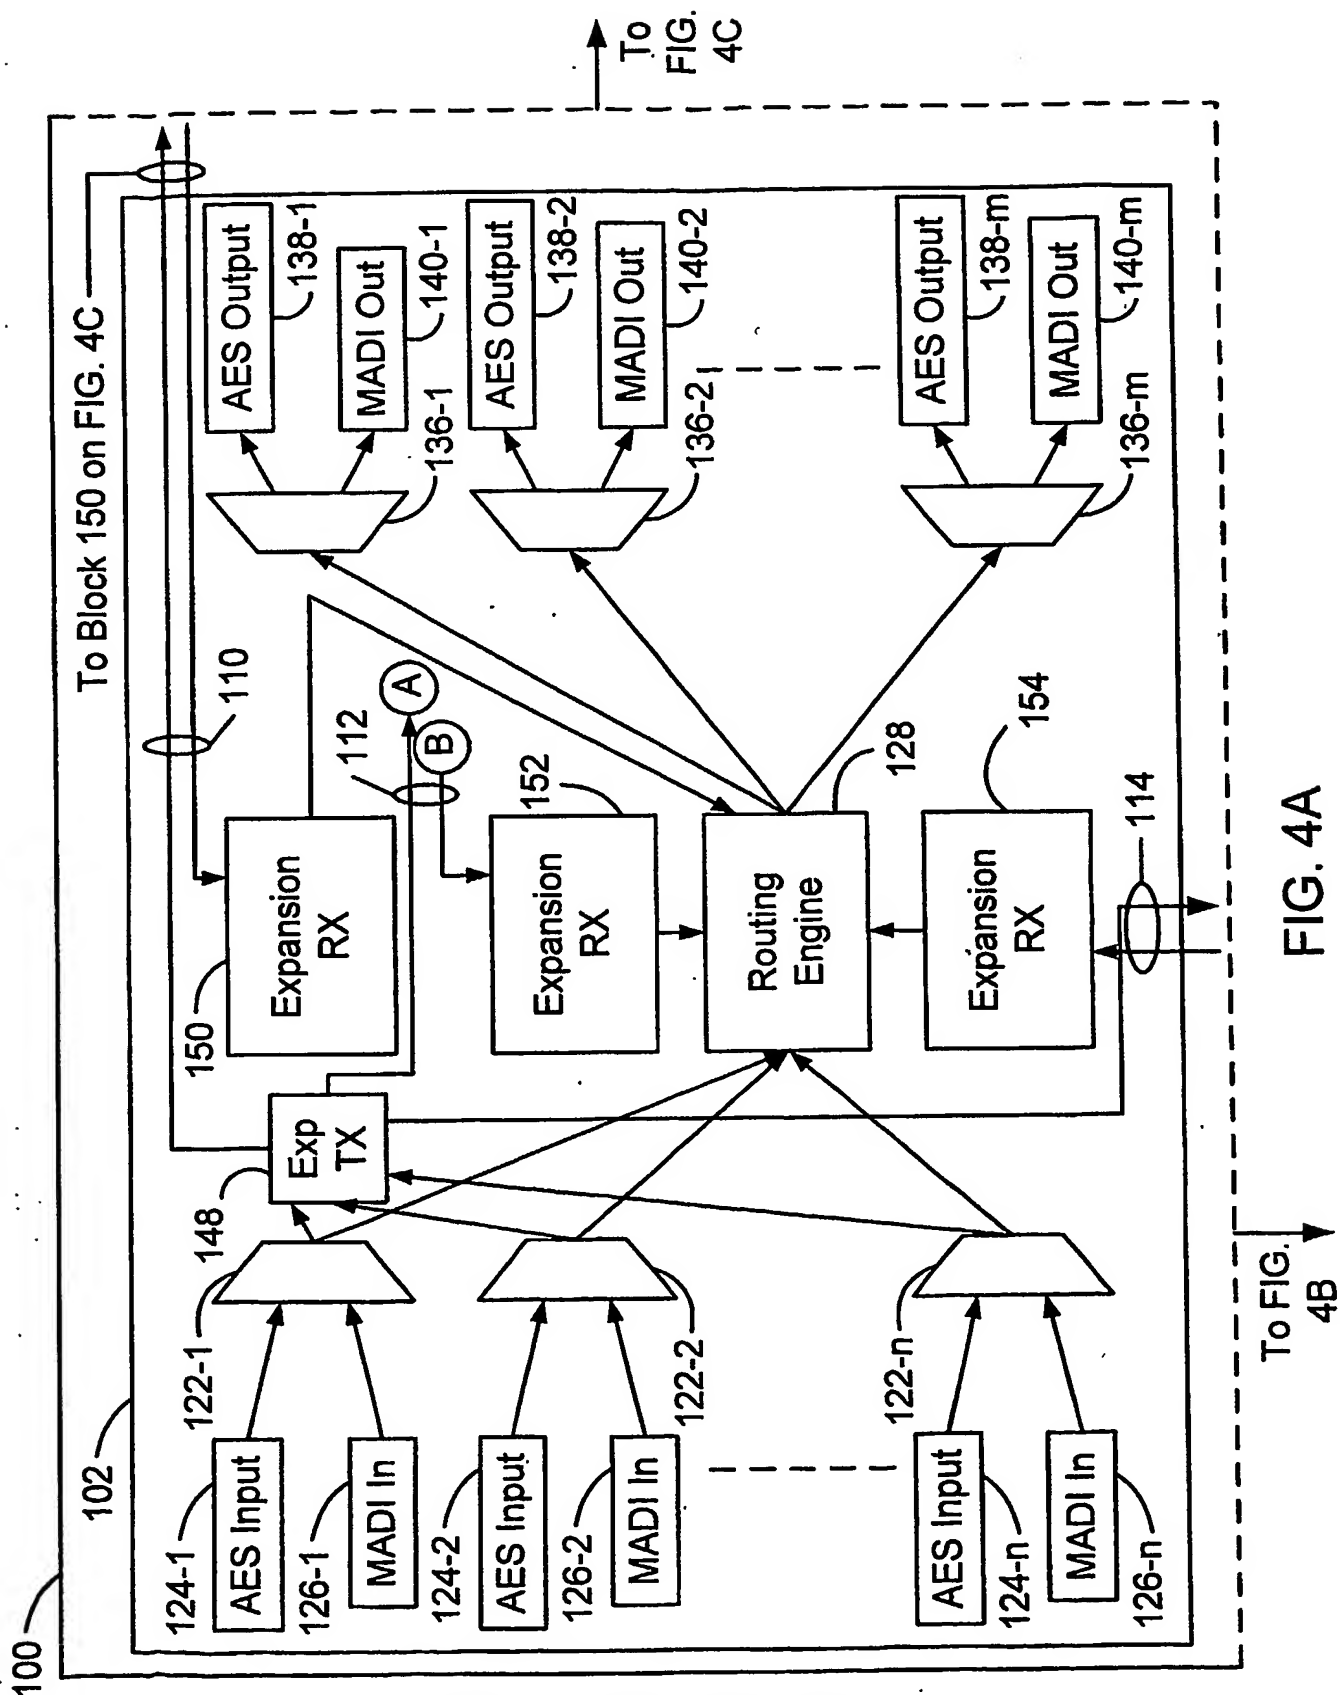 100
102
To Block 150 on FIG. 4C
To
FIG.
4C
110
124-1
AES Input
126-1
MADI In
122-1
148
Exp
TX
150
Expansion
RX
112
A
B
136-1
AES Output
138-1
MADI Out
140-1
124-2
AES Input
126-2
MADI In
122-2
152
Expansion
RX
136-2
AES Output
138-2
MADI Out
140-2
Routing
Engine
128
122-n
AES Input
124-n
MADI In
126-n
Expansion
RX
154
114
136-m
AES Output
138-m
MADI Out
140-m
To FIG.
4B
FIG. 4A